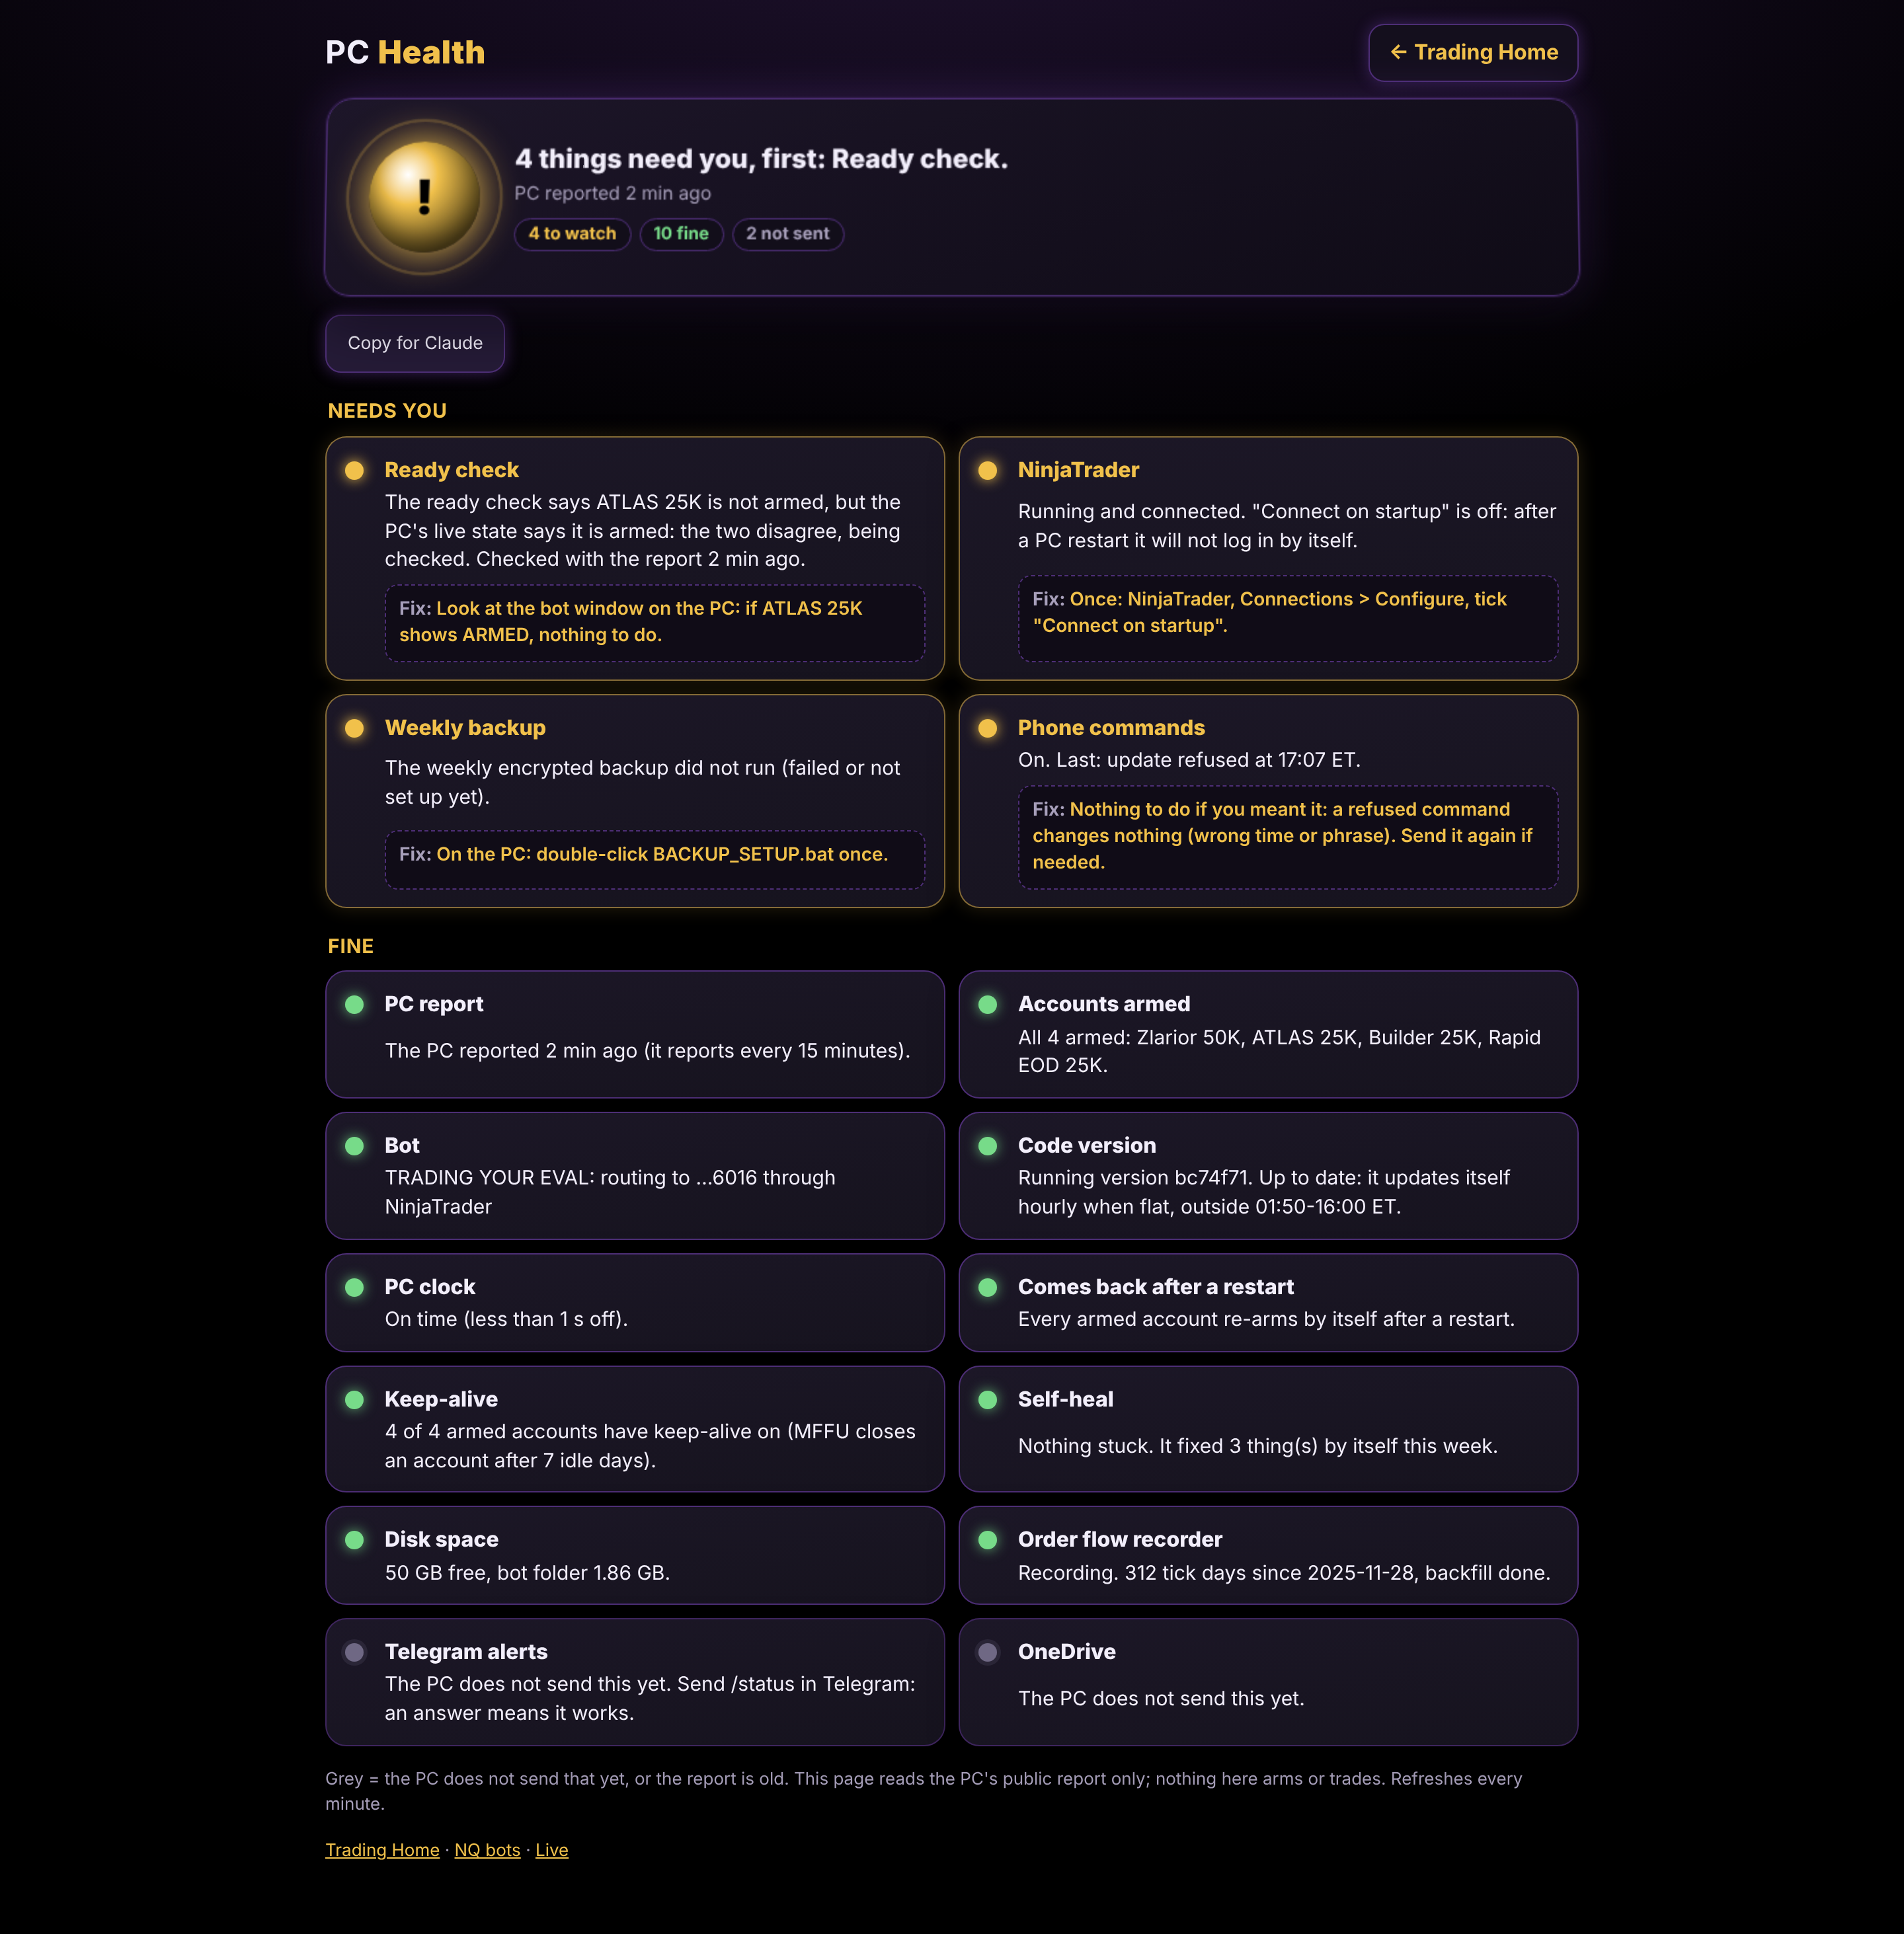 PC Health
← Trading Home
!
4 things need you, first: Ready check.
PC reported 2 min ago
4 to watch
10 fine
2 not sent
Copy for Claude
NEEDS YOU
Ready check
The ready check says ATLAS 25K is not armed, but the
PC's live state says it is armed: the two disagree, being
checked. Checked with the report 2 min ago.
Fix: Look at the bot window on the PC: if ATLAS 25K
shows ARMED, nothing to do.
NinjaTrader
Running and connected. "Connect on startup" is off: after
a PC restart it will not log in by itself.
Fix: Once: NinjaTrader, Connections > Configure, tick
"Connect on startup".
Weekly backup
The weekly encrypted backup did not run (failed or not
set up yet).
Fix: On the PC: double-click BACKUP_SETUP.bat once.
Phone commands
On. Last: update refused at 17:07 ET.
Fix: Nothing to do if you meant it: a refused command
changes nothing (wrong time or phrase). Send it again if
needed.
FINE
PC report
The PC reported 2 min ago (it reports every 15 minutes).
Accounts armed
All 4 armed: Zlarior 50K, ATLAS 25K, Builder 25K, Rapid
EOD 25K.
Bot
TRADING YOUR EVAL: routing to ...6016 through
NinjaTrader
Code version
Running version bc74f71. Up to date: it updates itself
hourly when flat, outside 01:50-16:00 ET.
PC clock
On time (less than 1 s off).
Comes back after a restart
Every armed account re-arms by itself after a restart.
Keep-alive
4 of 4 armed accounts have keep-alive on (MFFU closes
an account after 7 idle days).
Self-heal
Nothing stuck. It fixed 3 thing(s) by itself this week.
Disk space
50 GB free, bot folder 1.86 GB.
Order flow recorder
Recording. 312 tick days since 2025-11-28, backfill done.
Telegram alerts
The PC does not send this yet. Send /status in Telegram:
an answer means it works.
OneDrive
The PC does not send this yet.
Grey = the PC does not send that yet, or the report is old. This page reads the PC's public report only; nothing here arms or trades. Refreshes every
minute.
Trading Home · NQ bots · Live